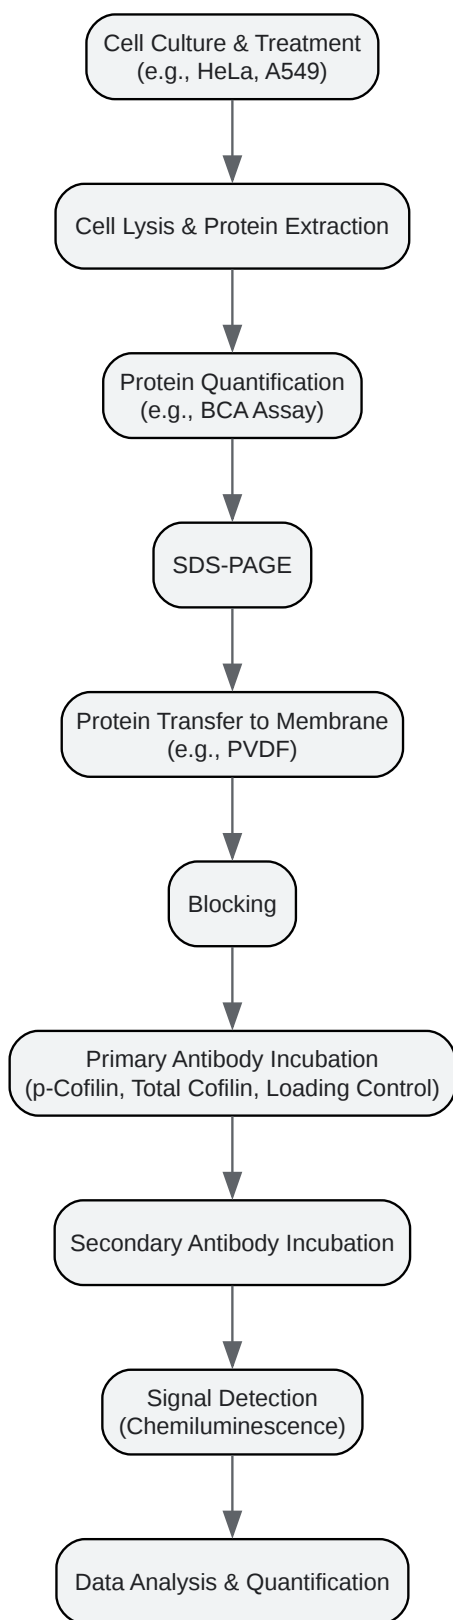 Cell Culture & Treatment
(e.g., HeLa, A549)
Cell Lysis & Protein Extraction
Protein Quantification
(e.g., BCA Assay)
SDS-PAGE
Protein Transfer to Membrane
(e.g., PVDF)
Blocking
Primary Antibody Incubation
(p-Cofilin, Total Cofilin, Loading Control)
Secondary Antibody Incubation
Signal Detection
(Chemiluminescence)
Data Analysis & Quantification